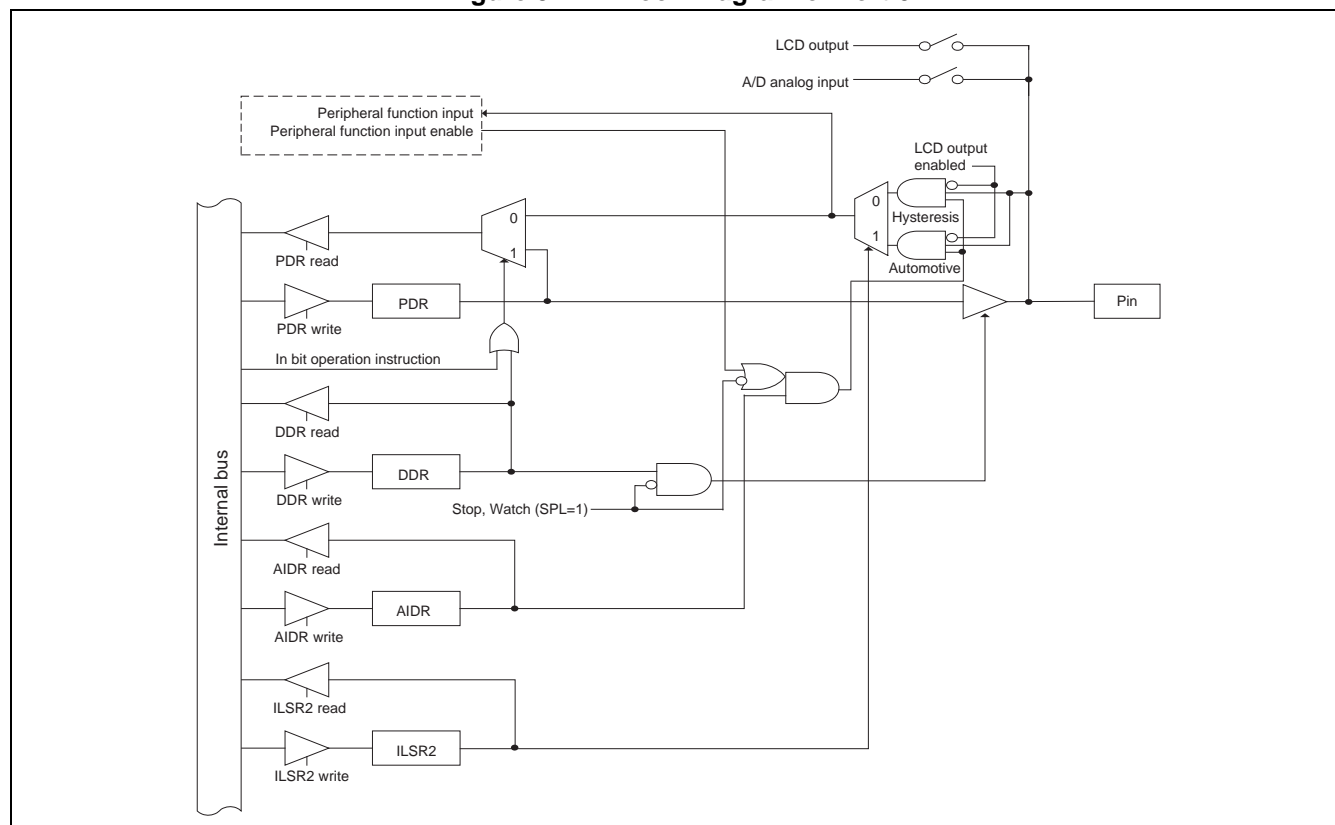 LCD output
A/D analog input
Peripheral function input
Peripheral function input enable
LCD output
enabled
0
Hysteresis
1
Automotive
0
1
PDR read
PDR
PDR write
Pin
In bit operation instruction
DDR read
DDR
DDR write
Stop, Watch (SPL=1)
Internal bus
AIDR read
AIDR
AIDR write
ILSR2 read
ILSR2
ILSR2 write